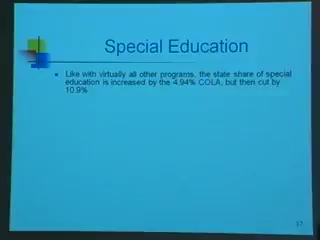 Special Education
Like with virtually all other programs, the state share of special
education is increased by the 4.94% COLA, but then cut by
10.9%
37